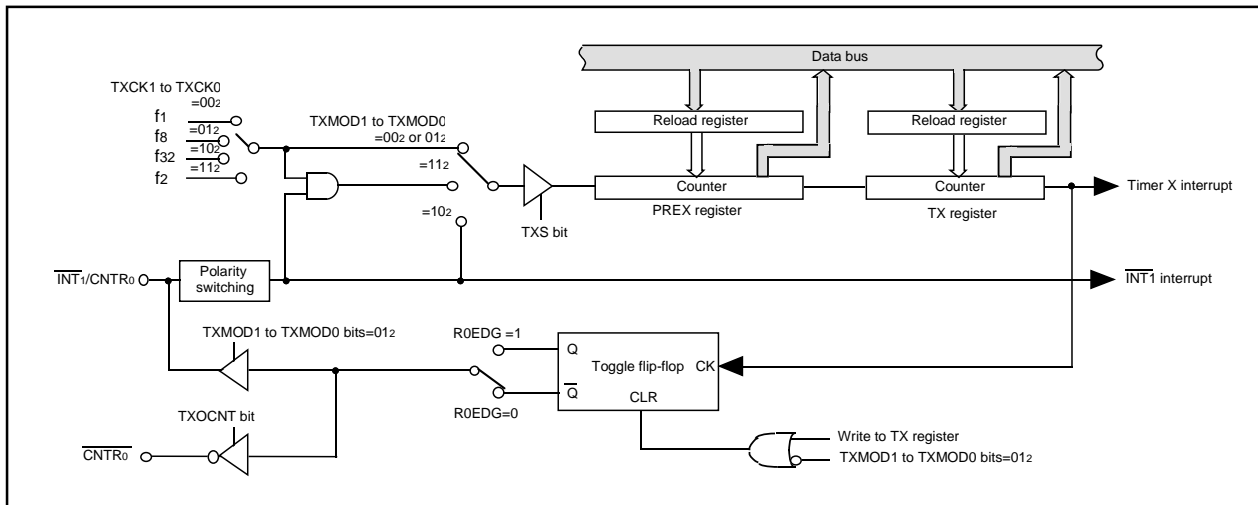 Data bus
TXCK1 to TXCK0
=002
f1
f8
=012
f32
=102
f2
=112
TXMOD1 to TXMOD0
=002 or 012
=112
=102
TXS bit
Reload register
Counter
PREX register
Reload register
Counter
TX register
Timer X interrupt
INT1/CNTR0
Polarity
switching
INT1 interrupt
TXMOD1 to TXMOD0 bits=012
R0EDG =1
R0EDG=0
Q
Toggle flip-flop
CK
Q
CLR
TXOCNT bit
CNTR0
Write to TX register
TXMOD1 to TXMOD0 bits=012